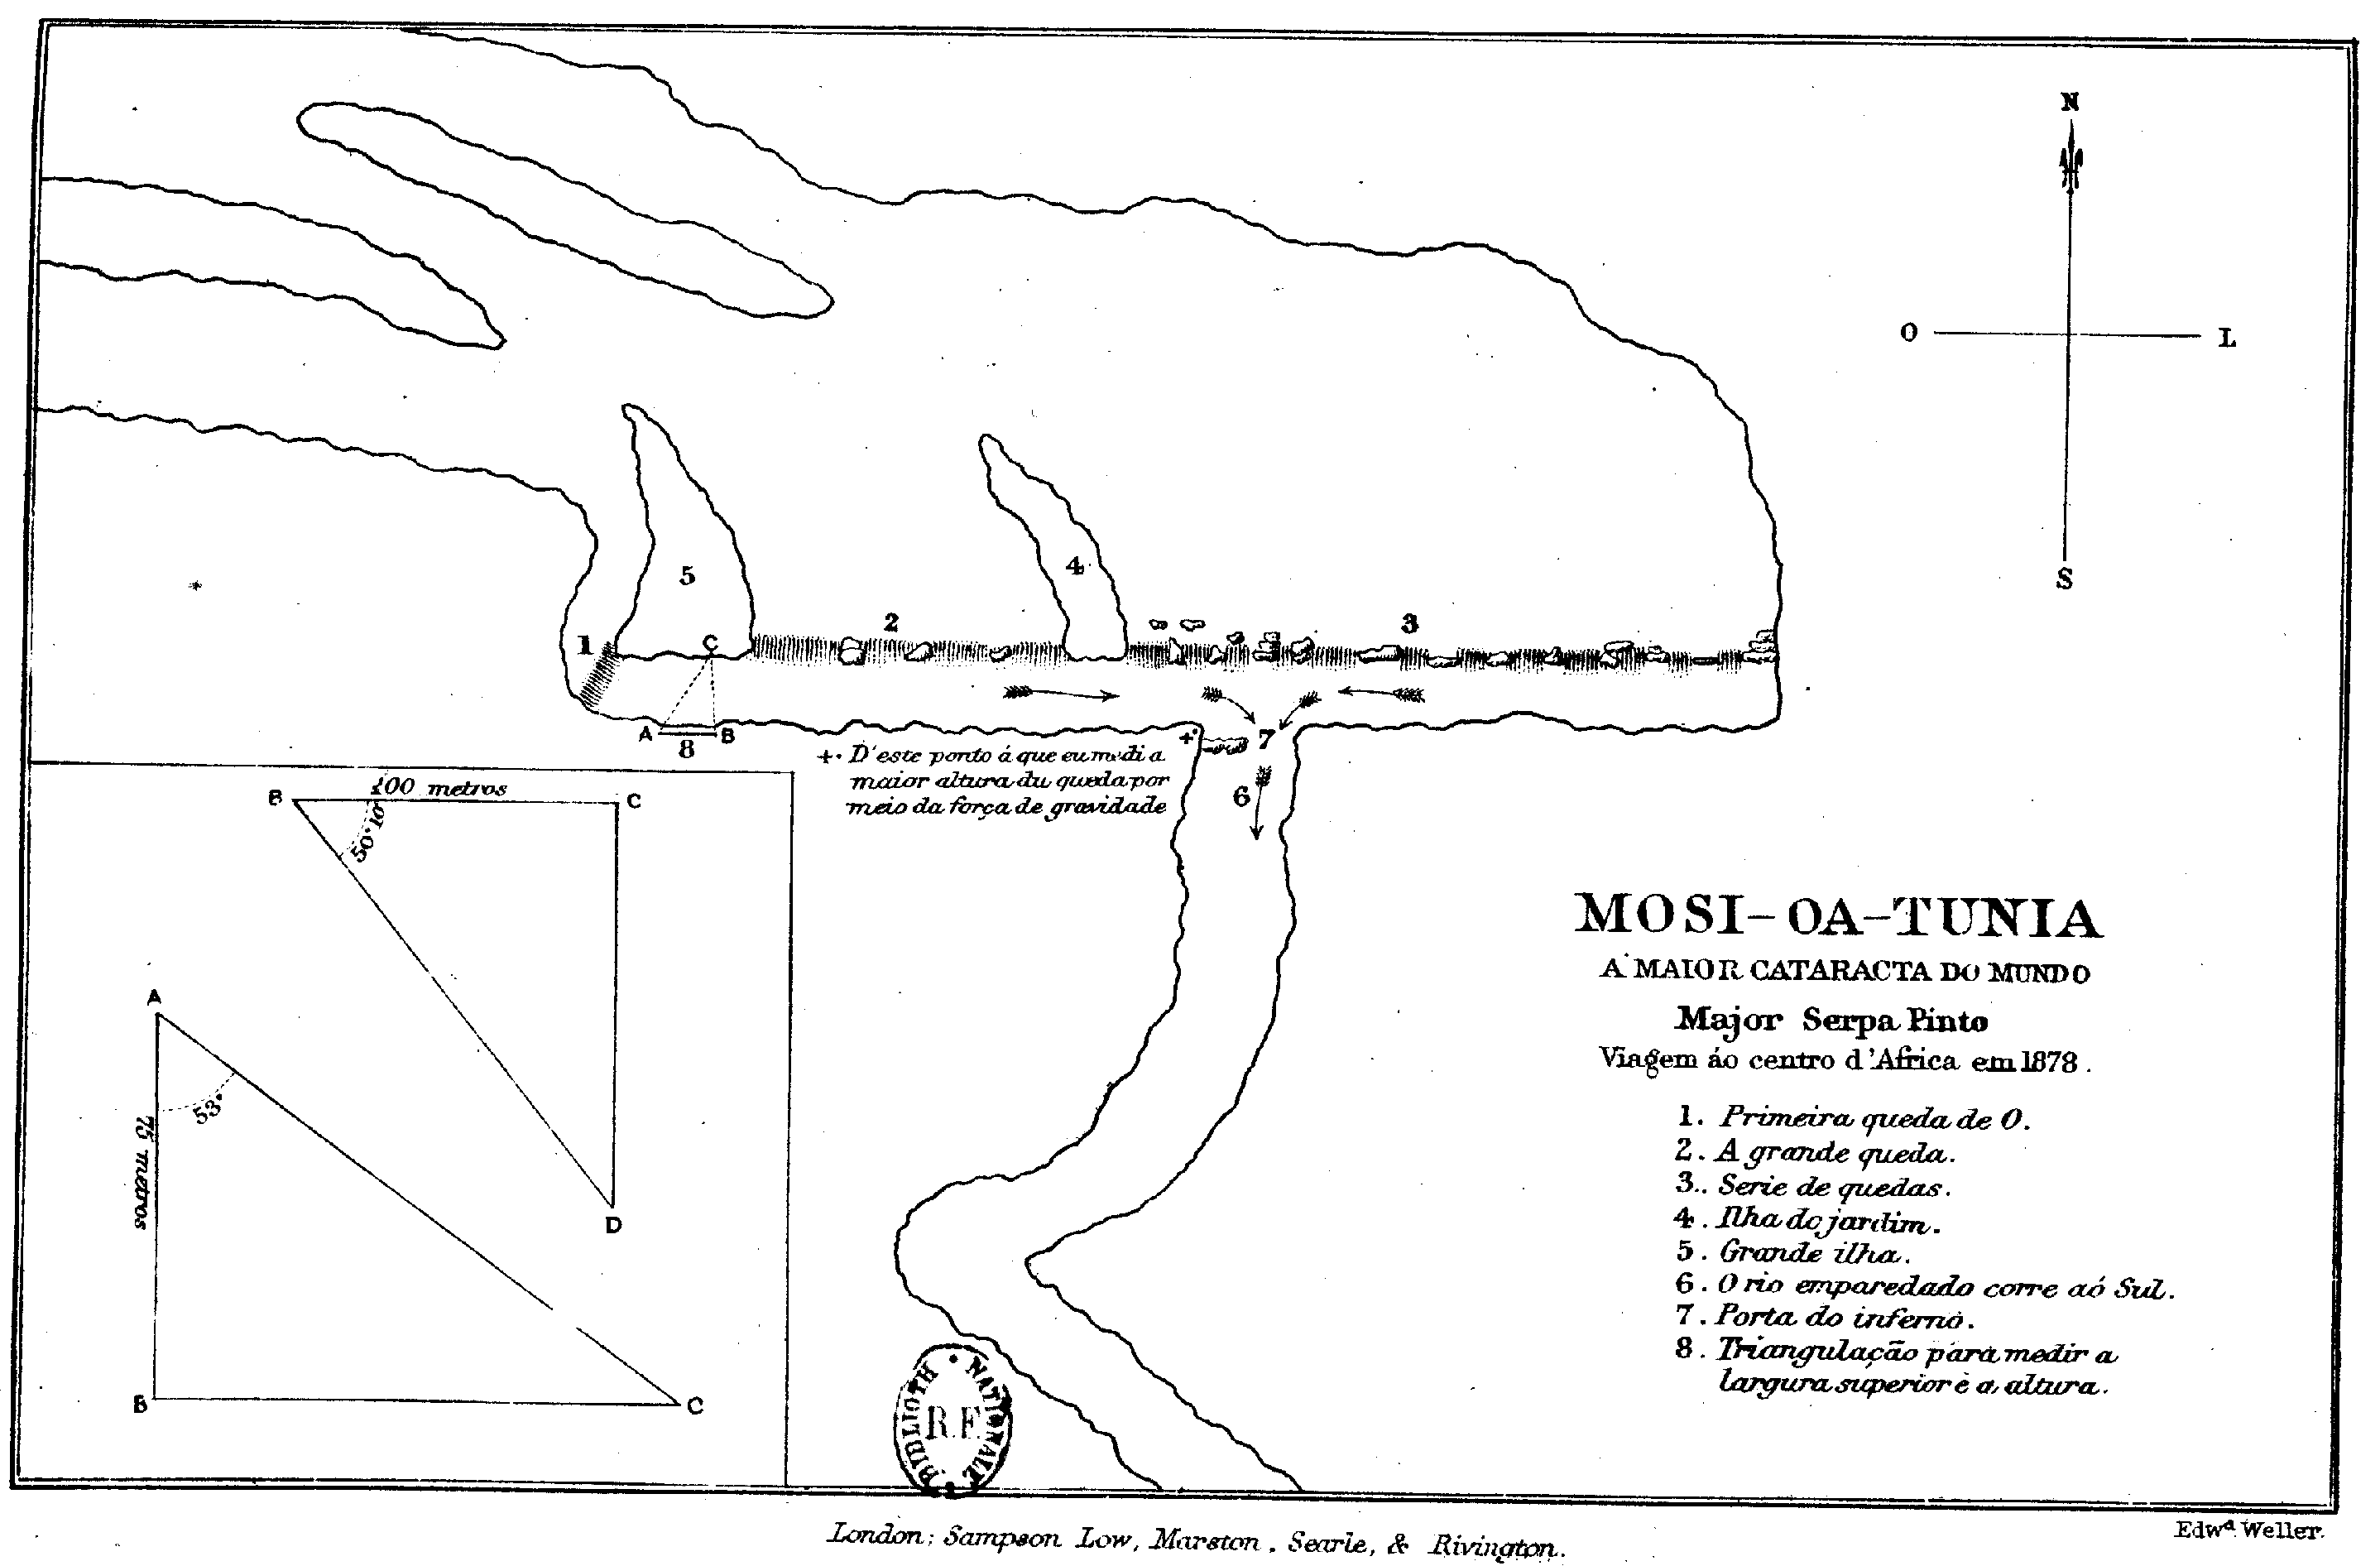 N
O L
S
5
4
1
2
3
C
A B
8
7
6
+· D'este ponto á que eu medi a
maior altura du queda por
meio da força de gravidade
B 100 metros C
50°10'
D
A
53°
75 metros
B C
MOSI-OA-TUNIA
A MAIOR CATARACTA DO MUNDO
Major Serpa Pinto
Viagem áo centro d'Africa em 1878.
1. Primeira queda de O.
2. A grande queda.
3.. Serie de quedas.
4. Ilha do jardim.
5. Grande ilha.
6. O rio emparedado corre aó Sul.
7. Porta do inferno.
8. Triangulação para medir a
largura superior e a altura.
BIBLIOTH NATIONALE
R.F.
London: Sampson Low, Marston, Searle, & Rivington.
Edwd. Weller.